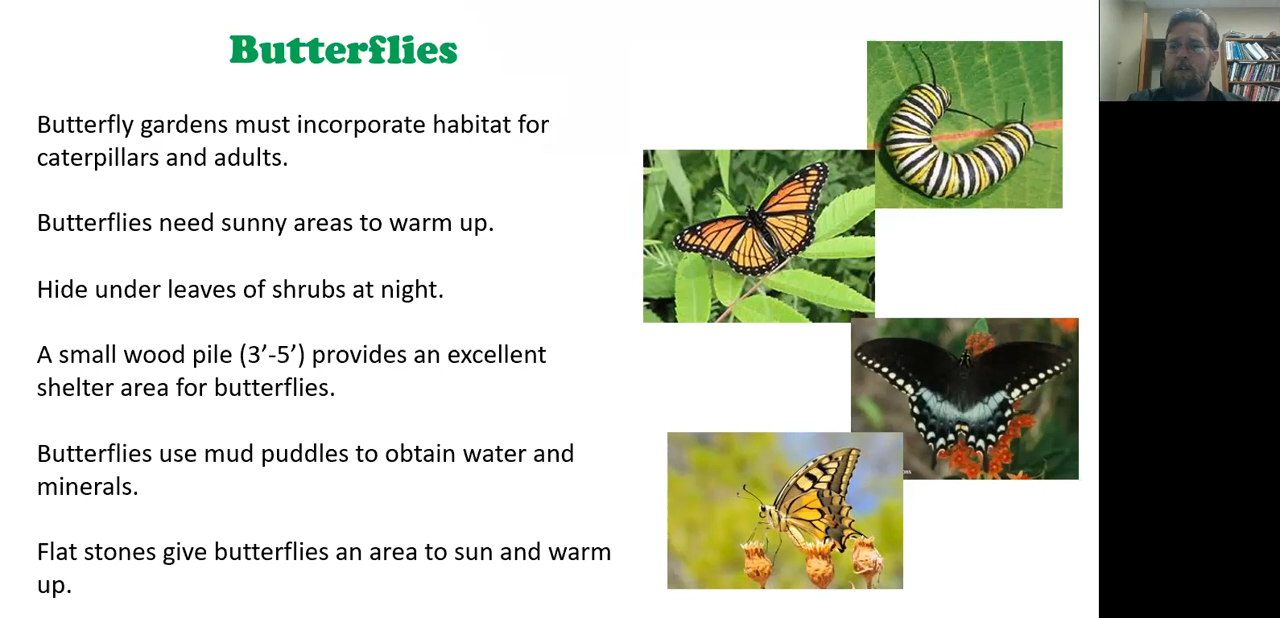 Butterflies
Butterfly gardens must incorporate habitat for
caterpillars and adults.
Butterflies need sunny areas to warm up.
Hide under leaves of shrubs at night.
A small wood pile (3’-5’) provides an excellent
shelter area for butterflies.
Butterflies use mud puddles to obtain water and
minerals.
Flat stones give butterflies an area to sun and warm
up.